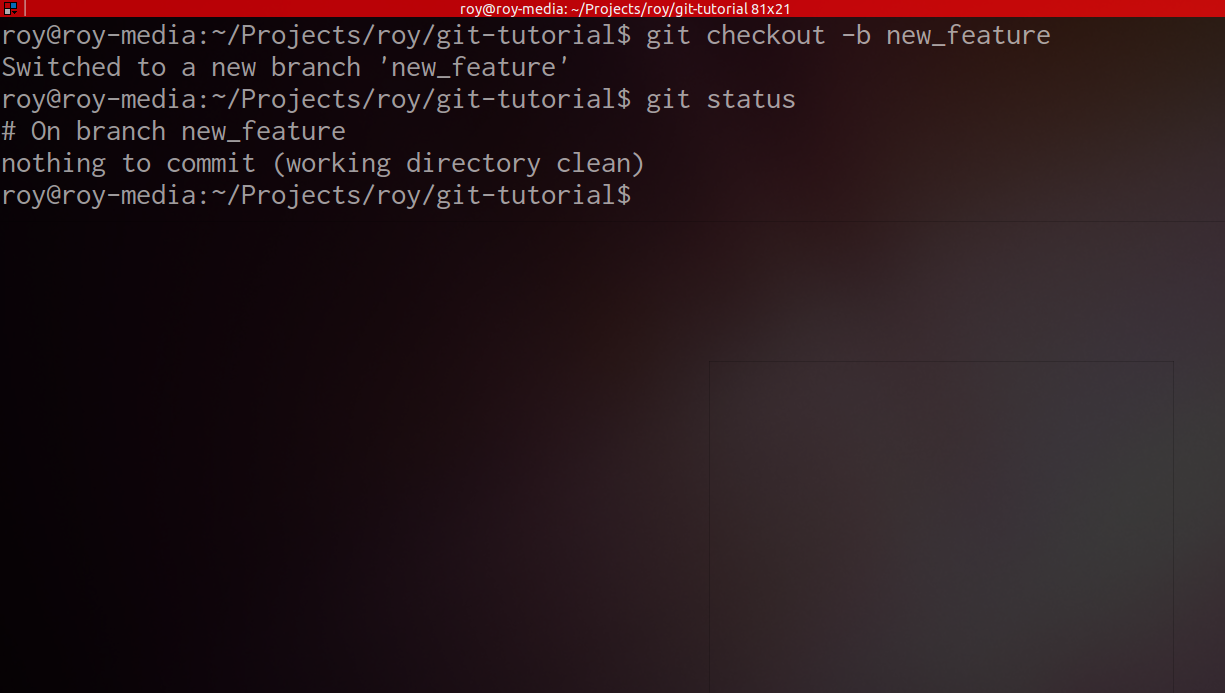 roy@roy-media: ~/Projects/roy/git-tutorial 81x21
roy@roy-media:~/Projects/roy/git-tutorial$ git checkout -b new_feature
Switched to a new branch 'new_feature'
roy@roy-media:~/Projects/roy/git-tutorial$ git status
# On branch new_feature
nothing to commit (working directory clean)
roy@roy-media:~/Projects/roy/git-tutorial$